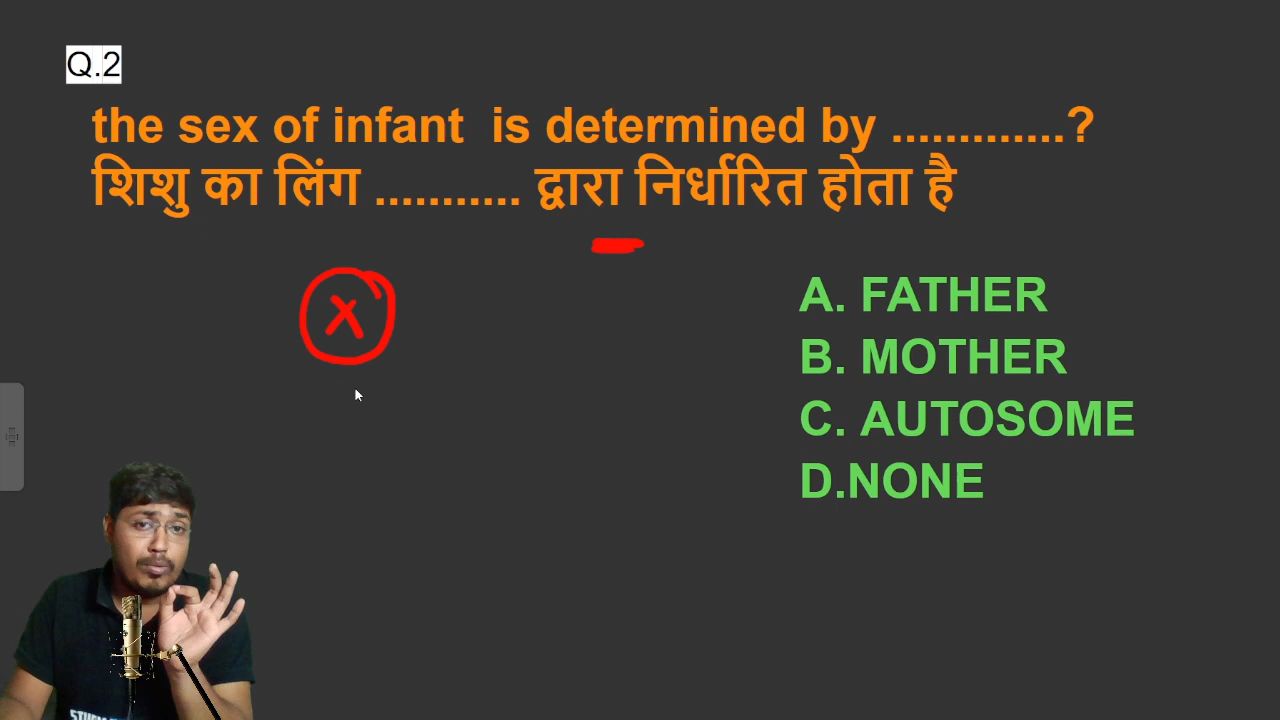 Q.2
the sex of infant is determined by .............?
शिशु का लिंग ........... द्वारा निर्धारित होता है
X
A. FATHER
B. MOTHER
C. AUTOSOME
D.NONE